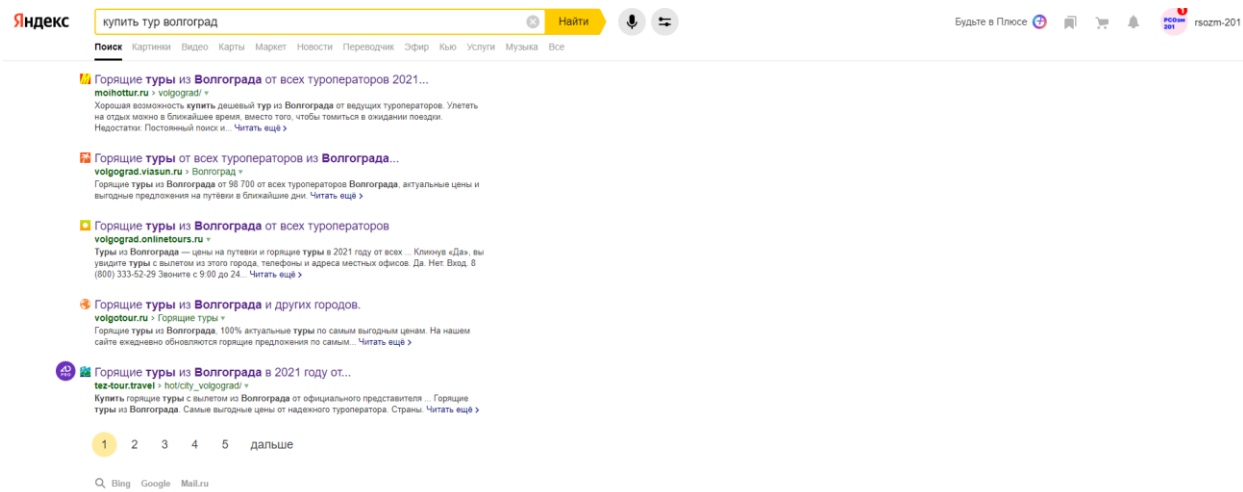 Яндекс
купить тур волгоград
Найти
Будьте в Плюсе
1
РСОзм
201
rsozm-201
Поиск Картинки Видео Карты Маркет Новости Переводчик Эфир Кью Услуги Музыка Все
Горящие туры из Волгограда от всех туроператоров 2021...
moihottur.ru › volgograd/
Хорошая возможность купить дешевый тур из Волгограда от ведущих туроператоров. Улететь
на отдых можно в ближайшее время, вместо того, чтобы томиться в ожидании поездки.
Недостатки: Постоянный поиск и... Читать ещё ›
Горящие туры от всех туроператоров из Волгограда...
volgograd.viasun.ru › Волгоград
Горящие туры из Волгограда от 98 700 от всех туроператоров Волгограда, актуальные цены и
выгодные предложения на путёвки в ближайшие дни. Читать ещё ›
Горящие туры из Волгограда от всех туроператоров
volgograd.onlinetours.ru
Туры из Волгограда — цены на путевки и горящие туры в 2021 году от всех ... Кликнув «Да», вы
увидите туры с вылетом из этого города, телефоны и адреса местных офисов. Да. Нет. Вход. 8
(800) 333-52-29 Звоните с 9:00 до 24... Читать ещё ›
Горящие туры из Волгограда и других городов.
volgotour.ru › Горящие туры
Горящие туры из Волгограда, 100% актуальные туры по самым выгодным ценам. На нашем
сайте ежедневно обновляются горящие предложения по самым... Читать ещё ›
Горящие туры из Волгограда в 2021 году от...
tez-tour.travel › hot/city_volgograd/
Купить горящие туры с вылетом из Волгограда от официального представителя ... Горящие
туры из Волгограда. Самые выгодные цены от надежного туроператора. Страны. Читать ещё ›
1 2 3 4 5 дальше
Bing Google Mail.ru